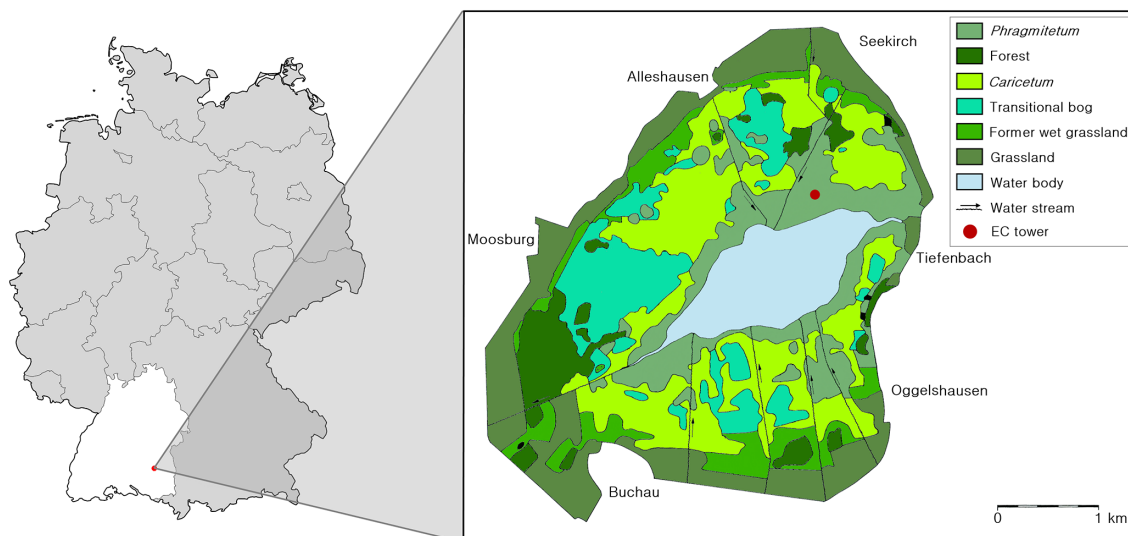 Seekirch
Alleshausen
Moosburg
Tiefenbach
Oggelshausen
Buchau
Phragmitetum
Forest
Caricetum
Transitional bog
Former wet grassland
Grassland
Water body
Water stream
EC tower
0 1 km